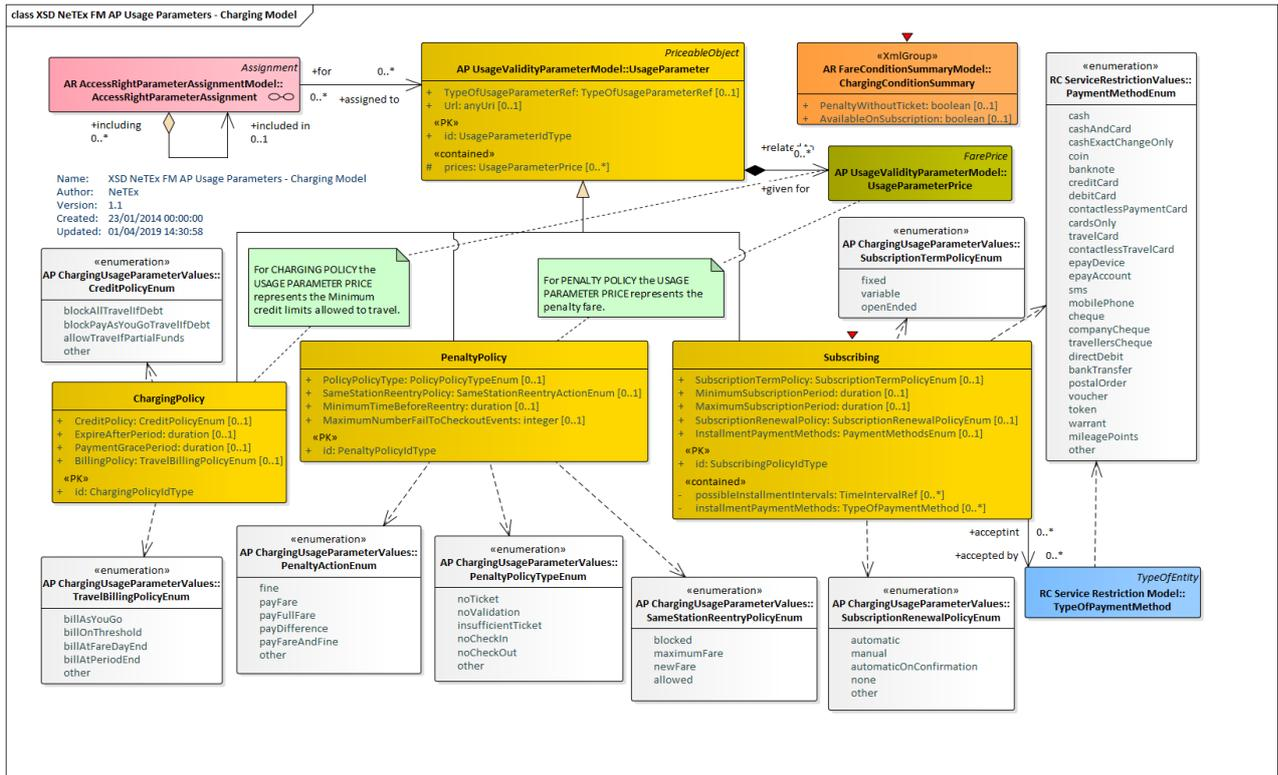 class XSD NeTEx FM AP Usage Parameters - Charging Model
Assignment
AR AccessRightParameterAssignmentModel::
AccessRightParameterAssignment
+for
0..*
0..*
+assigned to
+including
0..*
+included in
0..1
PriceableObject
AP UsageValidityParameterModel::UsageParameter
+ TypeOfUsageParameterRef: TypeOfUsageParameterRef [0..1]
+ Url: anyUri [0..1]
«PK»
+ id: UsageParameterIdType
«contained»
# prices: UsageParameterPrice [0..*]
«XmlGroup»
AR FareConditionSummaryModel::
ChargingConditionSummary
+ PenaltyWithoutTicket: boolean [0..1]
+ AvailableOnSubscription: boolean [0..1]
«enumeration»
RC ServiceRestrictionValues::
PaymentMethodEnum
cash
cashAndCard
cashExactChangeOnly
coin
banknote
creditCard
debitCard
contactlessPaymentCard
cardsOnly
travelCard
contactlessTravelCard
epayDevice
epayAccount
sms
mobilePhone
cheque
companyCheque
travellersCheque
directDebit
bankTransfer
postalOrder
voucher
token
warrant
mileagePoints
other
0..*
+given for
FarePrice
AP UsageValidityParameterModel::
UsageParameterPrice
Name: XSD NeTEx FM AP Usage Parameters - Charging Model
Author: NeTEx
Version: 1.1
Created: 23/01/2014 00:00:00
Updated: 01/04/2019 14:30:58
«enumeration»
AP ChargingUsageParameterValues::
CreditPolicyEnum
blockAllTravelIfDebt
blockPayAsYouGoTravelIfDebt
allowTraveIfPartialFunds
other
For CHARGING POLICY the
USAGE PARAMETER PRICE
represents the Minimum
credit limits allowed to travel.
For PENALTY POLICY the USAGE
PARAMETER PRICE represents the
penalty fare.
«enumeration»
AP ChargingUsageParameterValues::
SubscriptionTermPolicyEnum
fixed
variable
openEnded
ChargingPolicy
+ CreditPolicy: CreditPolicyEnum [0..1]
+ ExpireAfterPeriod: duration [0..1]
+ PaymentGracePeriod: duration [0..1]
+ BillingPolicy: TravelBillingPolicyEnum [0..1]
«PK»
+ id: ChargingPolicyIdType
PenaltyPolicy
+ PolicyPolicyType: PolicyPolicyTypeEnum [0..1]
+ SameStationReentryPolicy: SameStationReentryActionEnum [0..1]
+ MinimumTimeBeforeReentry: duration [0..1]
+ MaximumNumberFailToCheckoutEvents: integer [0..1]
«PK»
+ id: PenaltyPolicyIdType
Subscribing
+ SubscriptionTermPolicy: SubscriptionTermPolicyEnum [0..1]
+ MinimumSubscriptionPeriod: duration [0..1]
+ MaximumSubscriptionPeriod: duration [0..1]
+ SubscriptionRenewalPolicy: SubscriptionRenewalPolicyEnum [0..1]
+ InstallmentPaymentMethods: PaymentMethodsEnum [0..1]
«PK»
+ id: SubscribingPolicyIdType
«contained»
- possibleInstallmentIntervals: TimeIntervalRef [0..*]
- installmentPaymentMethods: TypeOfPaymentMethod [0..*]
+acceptint
0..*
+accepted by
0..*
TypeOfEntity
RC Service Restriction Model::
TypeOfPaymentMethod
«enumeration»
AP ChargingUsageParameterValues::
TravelBillingPolicyEnum
billAsYouGo
billOnThreshold
billAtFareDayEnd
billAtPeriodEnd
other
«enumeration»
AP ChargingUsageParameterValues::
PenaltyActionEnum
fine
payFare
payFullFare
payDifference
payFareAndFine
other
«enumeration»
AP ChargingUsageParameterValues::
PenaltyPolicyTypeEnum
noTicket
noValidation
insufficientTicket
noCheckIn
noCheckOut
other
«enumeration»
AP ChargingUsageParameterValues::
SameStationReentryPolicyEnum
blocked
maximumFare
newFare
allowed
«enumeration»
AP ChargingUsageParameterValues::
SubscriptionRenewalPolicyEnum
automatic
manual
automaticOnConfirmation
none
other